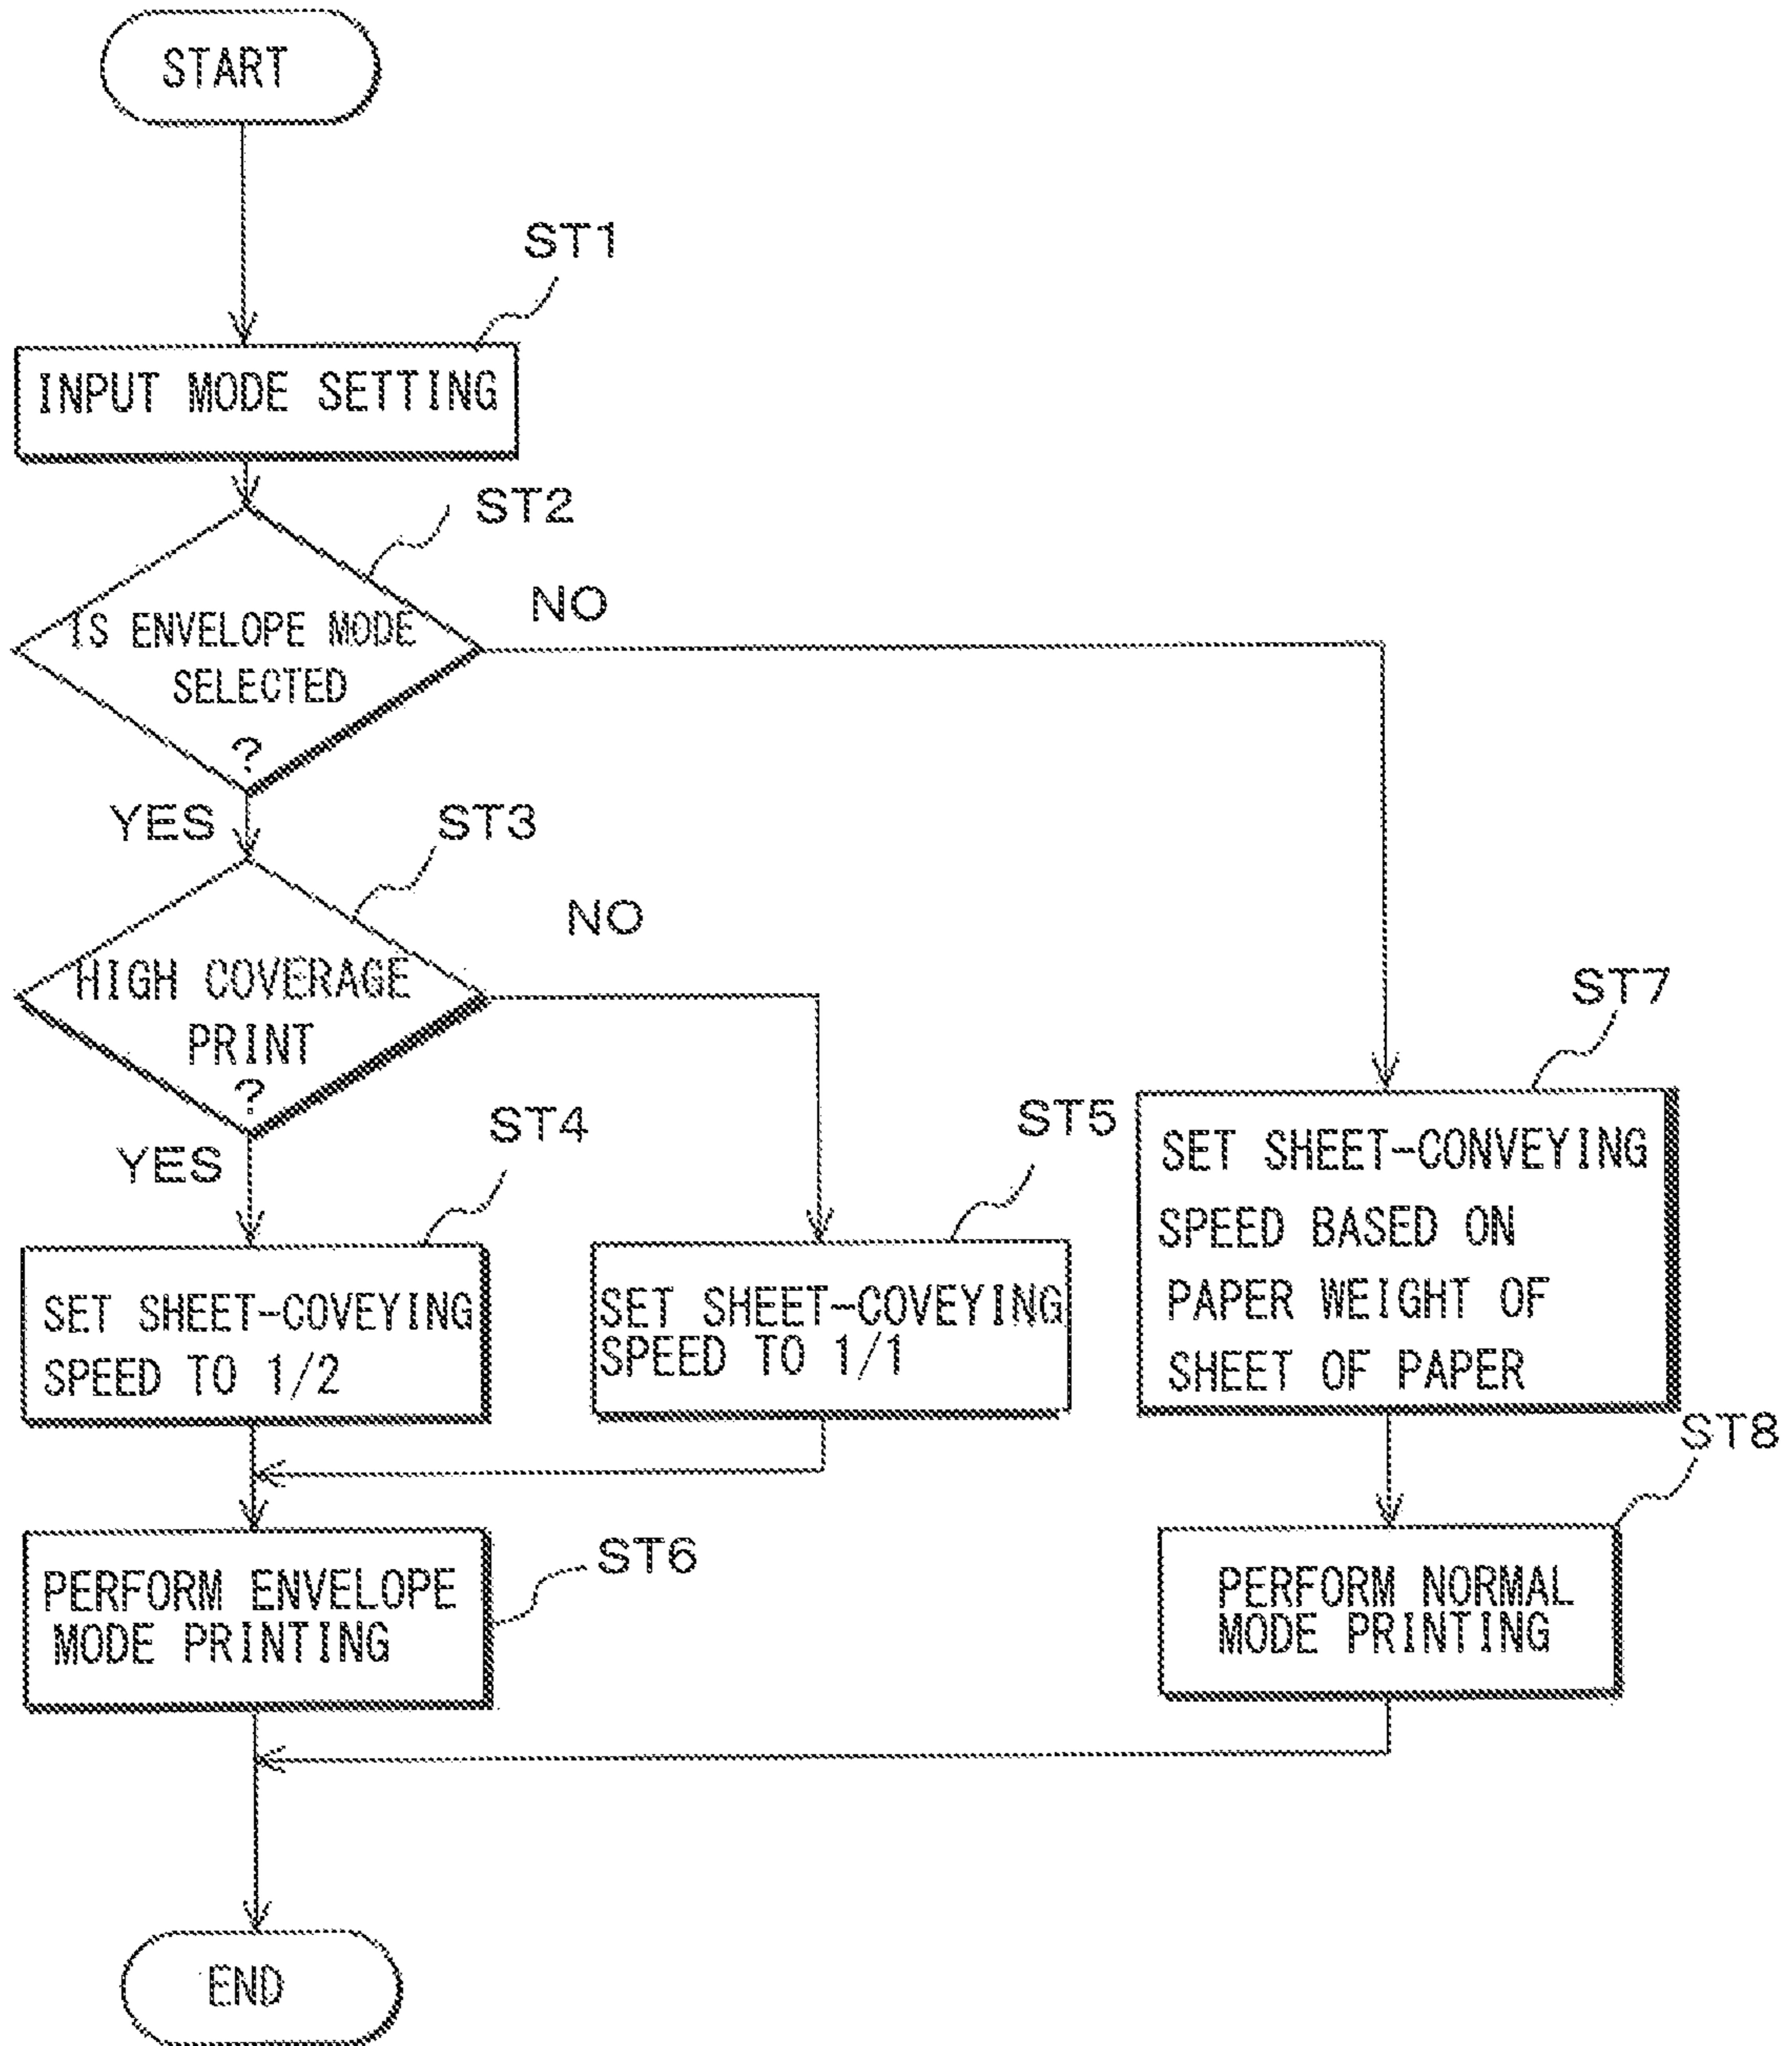 START
ST1
INPUT MODE SETTING
ST2
IS ENVELOPE MODE
SELECTED
?
NO
YES
ST3
HIGH COVERAGE
PRINT
?
NO
YES
ST4
SET SHEET-COVEYING
SPEED TO 1/2
ST5
SET SHEET-COVEYING
SPEED TO 1/1
ST7
SET SHEET-CONVEYING
SPEED BASED ON
PAPER WEIGHT OF
SHEET OF PAPER
ST6
PERFORM ENVELOPE
MODE PRINTING
ST8
PERFORM NORMAL
MODE PRINTING
END